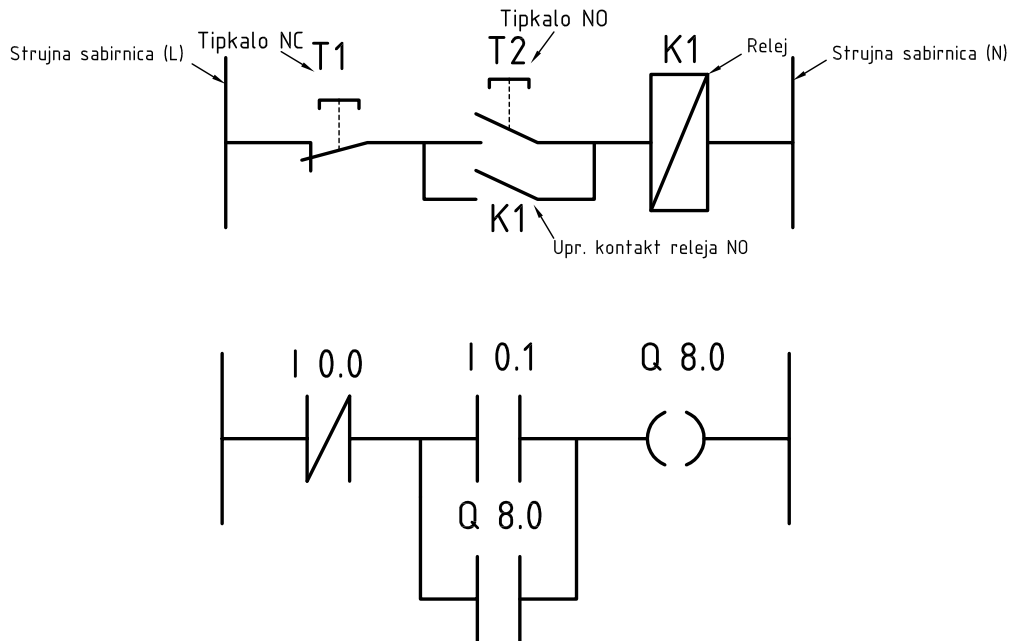 Tipkalo NO
Strujna sabirnica (L)
Tipkalo NC
T1
T2
K1
Relej
Strujna sabirnica (N)
K1
Upr. kontakt releja NO
I 0.0
I 0.1
Q 8.0
Q 8.0